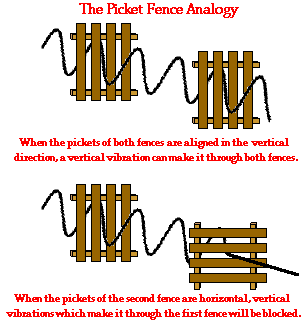 The Picket Fence Analogy
When the pickets of both fences are aligned in the vertical
direction, a vertical vibration can make it through both fences.
When the pickets of the second fence are horizontal, vertical
vibrations which make it through the first fence will be blocked.